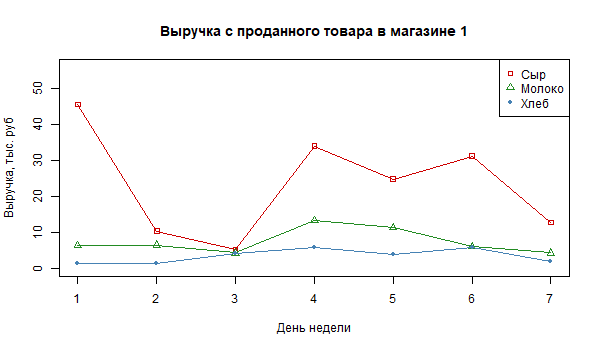 Выручка с проданного товара в магазине 1
Выручка, тыс. руб
50
40
30
20
10
0
Сыр
Молоко
Хлеб
1 2 3 4 5 6 7
День недели